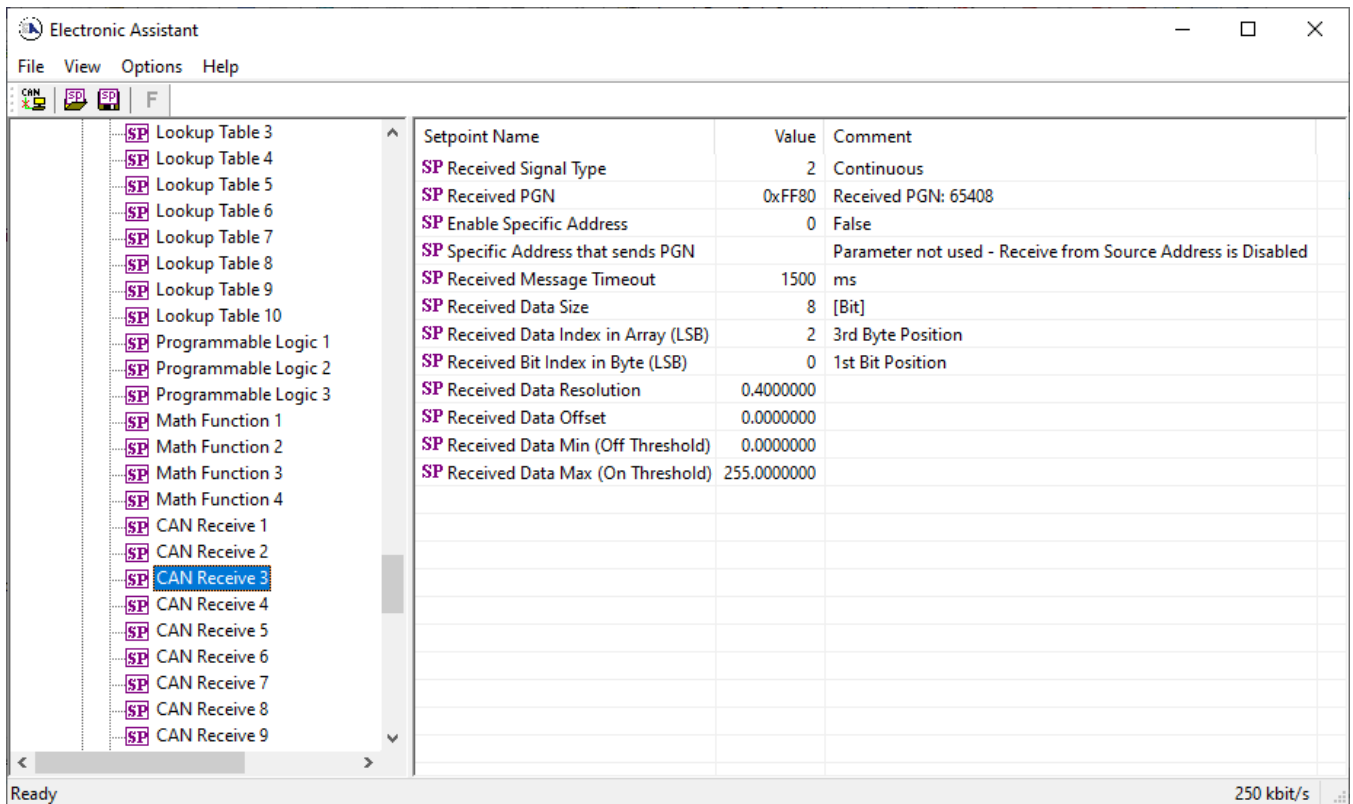 Electronic Assistant
File View Options Help
CAN SP SP F
SP Lookup Table 3
SP Lookup Table 4
SP Lookup Table 5
SP Lookup Table 6
SP Lookup Table 7
SP Lookup Table 8
SP Lookup Table 9
SP Lookup Table 10
SP Programmable Logic 1
SP Programmable Logic 2
SP Programmable Logic 3
SP Math Function 1
SP Math Function 2
SP Math Function 3
SP Math Function 4
SP CAN Receive 1
SP CAN Receive 2
SP CAN Receive 3
SP CAN Receive 4
SP CAN Receive 5
SP CAN Receive 6
SP CAN Receive 7
SP CAN Receive 8
SP CAN Receive 9
Setpoint Name Value Comment
SP Received Signal Type 2 Continuous
SP Received PGN 0xFF80 Received PGN: 65408
SP Enable Specific Address 0 False
SP Specific Address that sends PGN Parameter not used - Receive from Source Address is Disabled
SP Received Message Timeout 1500 ms
SP Received Data Size 8 [Bit]
SP Received Data Index in Array (LSB) 2 3rd Byte Position
SP Received Bit Index in Byte (LSB) 0 1st Bit Position
SP Received Data Resolution 0.4000000
SP Received Data Offset 0.0000000
SP Received Data Min (Off Threshold) 0.0000000
SP Received Data Max (On Threshold) 255.0000000
Ready 250 kbit/s